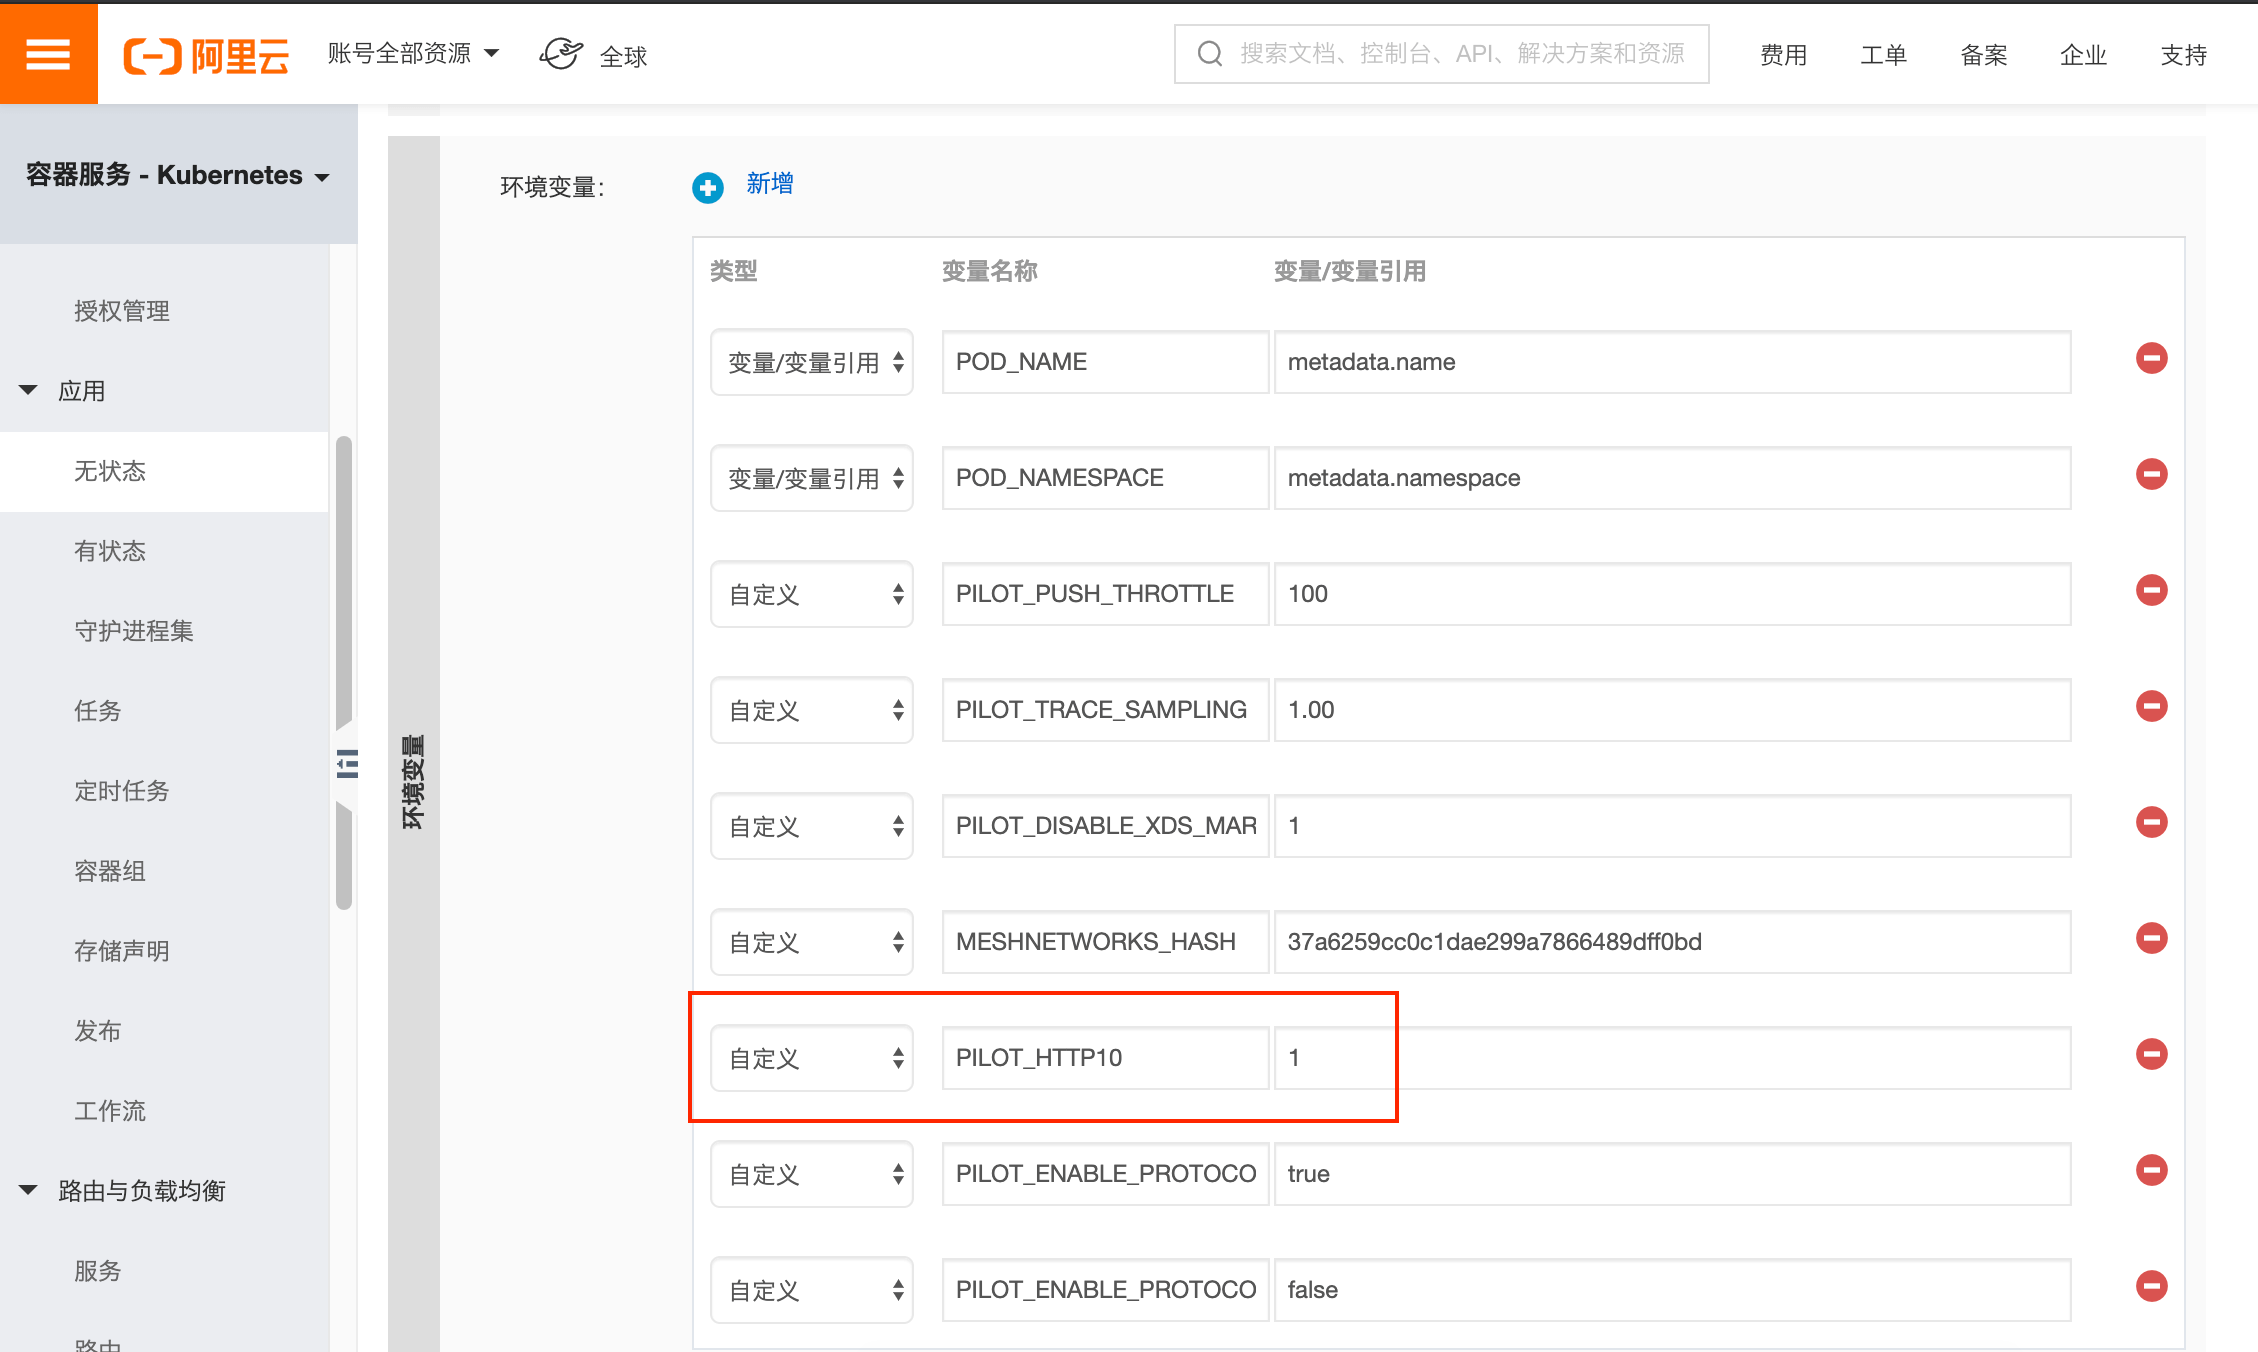 阿里云 账号全部资源 全球 搜索文档、控制台、API、解决方案和资源 费用 工单 备案 企业 支持
容器服务 - Kubernetes
授权管理
应用
无状态
有状态
守护进程集
任务
定时任务
容器组
存储声明
发布
工作流
路由与负载均衡
服务
路由
环境变量
环境变量: 新增
类型 变量名称 变量/变量引用
变量/变量引用 POD_NAME metadata.name
变量/变量引用 POD_NAMESPACE metadata.namespace
自定义 PILOT_PUSH_THROTTLE 100
自定义 PILOT_TRACE_SAMPLING 1.00
自定义 PILOT_DISABLE_XDS_MAR 1
自定义 MESHNETWORKS_HASH 37a6259cc0c1dae299a7866489dff0bd
自定义 PILOT_HTTP10 1
自定义 PILOT_ENABLE_PROTOCO true
自定义 PILOT_ENABLE_PROTOCO false